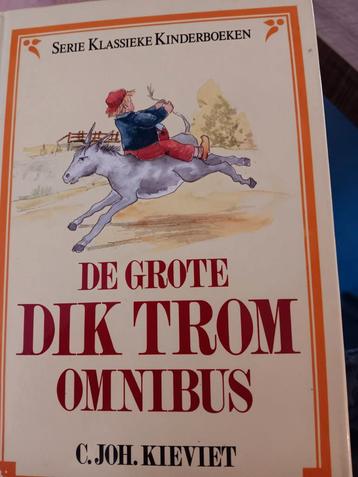 SERIE KLASSIEKE KINDERBOEKEN
DE GROTE
DIK TROM
OMNIBUS
C. JOH. KIEVIET